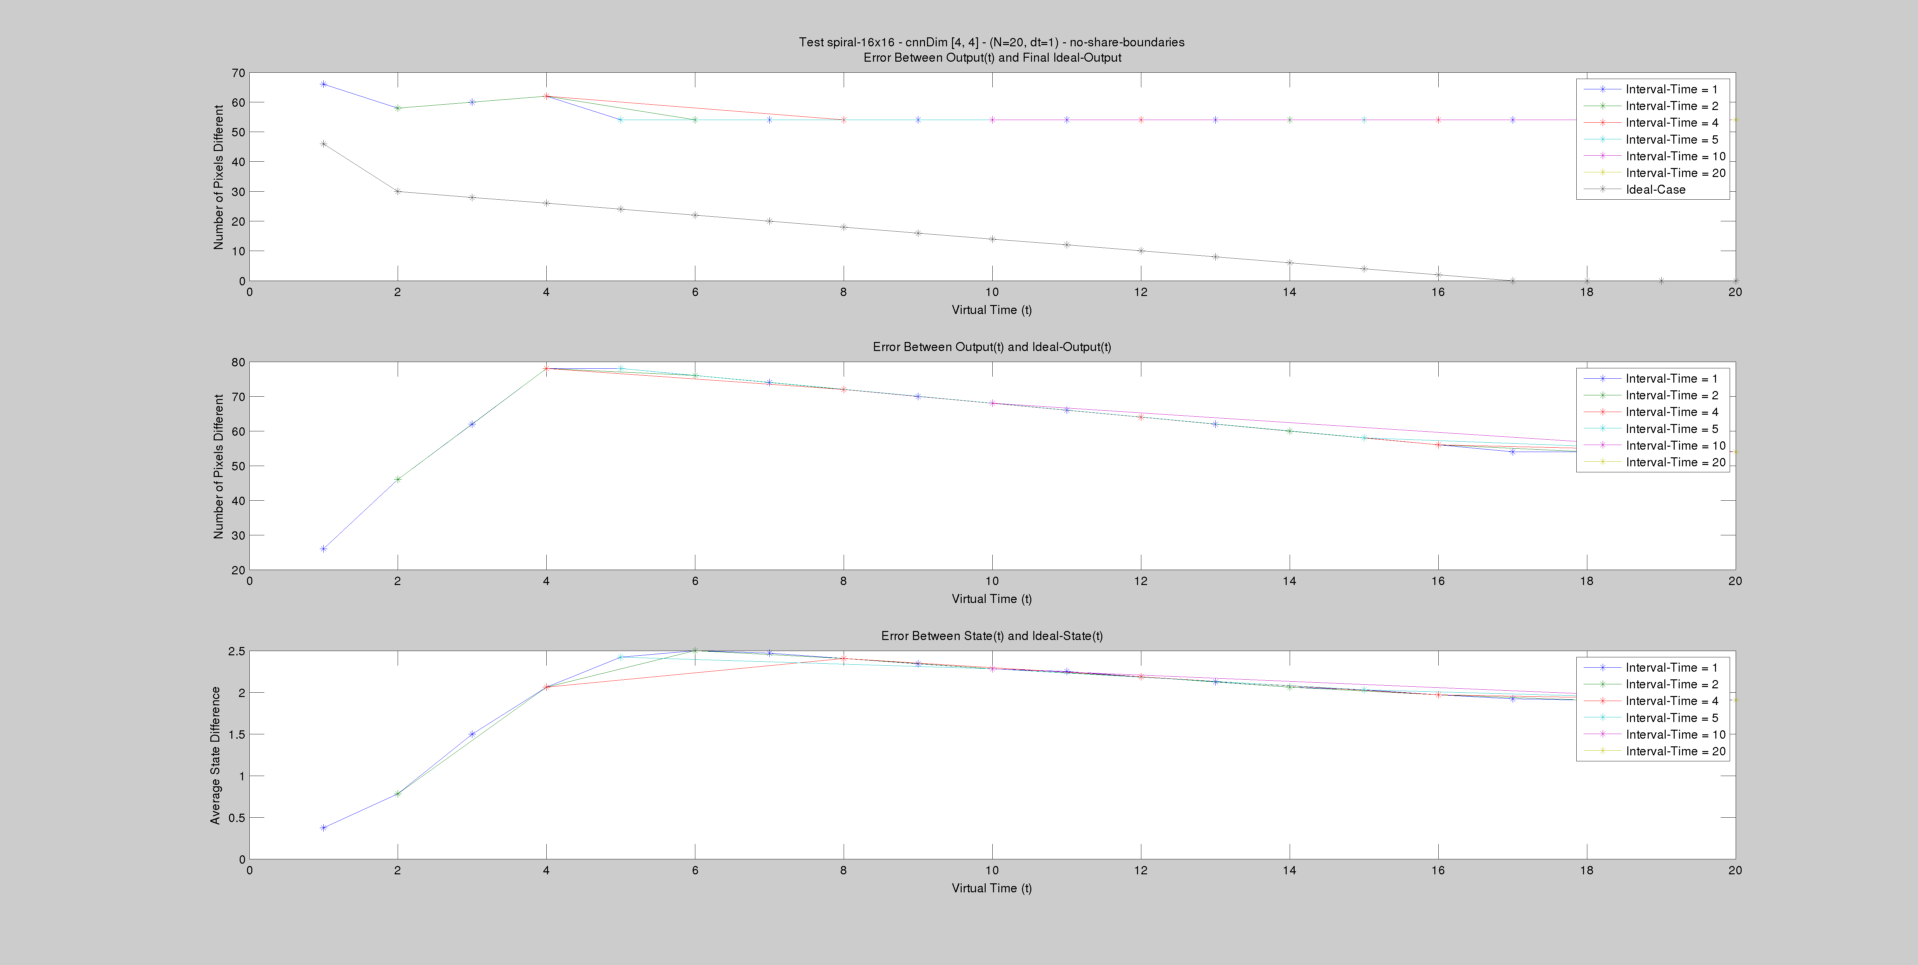 Test spiral-16x16 - cnnDim [4, 4] - (N=20, dt=1) - no-share-boundaries
Error Between Output(t) and Final Ideal-Output
Number of Pixels Different
70
60
50
40
30
20
10
0
0 2 4 6 8 10 12 14 16 18 20
Virtual Time (t)
Interval-Time = 1
Interval-Time = 2
Interval-Time = 4
Interval-Time = 5
Interval-Time = 10
Interval-Time = 20
Ideal-Case
Error Between Output(t) and Ideal-Output(t)
Number of Pixels Different
80
70
60
50
40
30
20
0 2 4 6 8 10 12 14 16 18 20
Virtual Time (t)
Interval-Time = 1
Interval-Time = 2
Interval-Time = 4
Interval-Time = 5
Interval-Time = 10
Interval-Time = 20
Error Between State(t) and Ideal-State(t)
Average State Difference
2.5
2
1.5
1
0.5
0
0 2 4 6 8 10 12 14 16 18 20
Virtual Time (t)
Interval-Time = 1
Interval-Time = 2
Interval-Time = 4
Interval-Time = 5
Interval-Time = 10
Interval-Time = 20